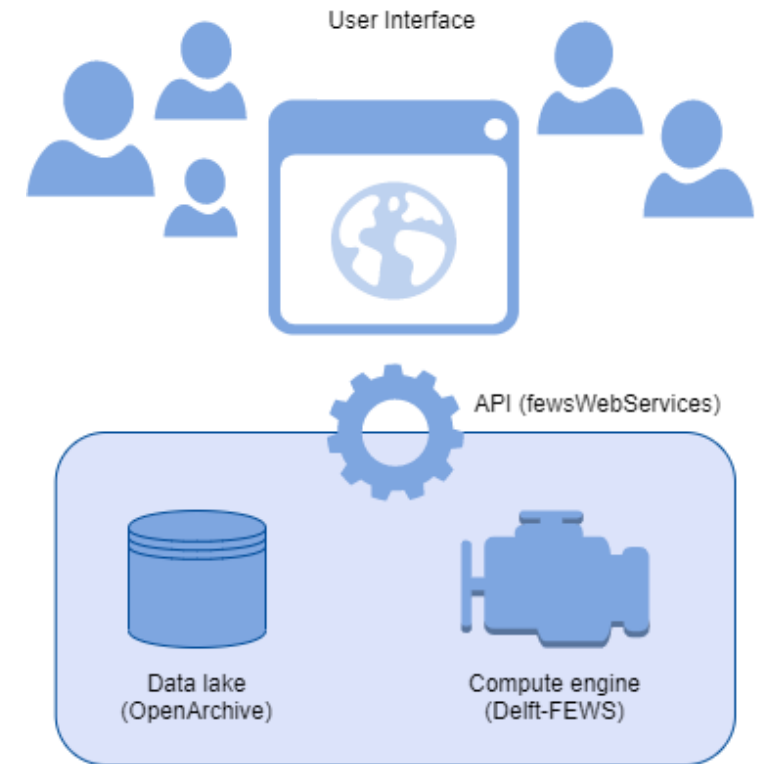 User Interface
API (fewsWebServices)
Data lake
(OpenArchive)
Compute engine
(Delft-FEWS)